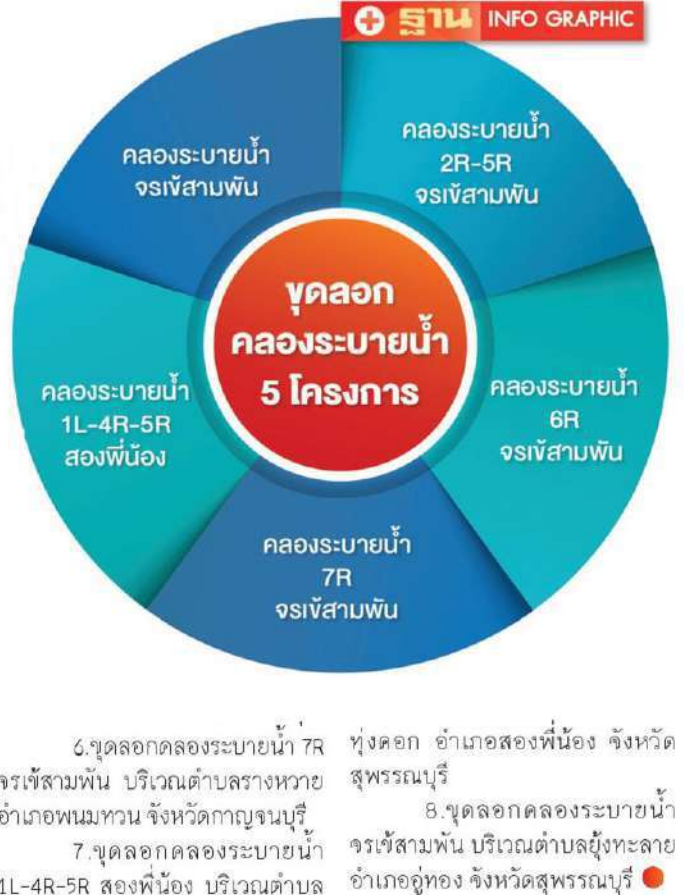 ฐาน INFO GRAPHIC
คลองระบายน้ำ
จรเข้สามพัน
คลองระบายน้ำ
2R-5R
จรเข้สามพัน
คลองระบายน้ำ
6R
จรเข้สามพัน
คลองระบายน้ำ
7R
จรเข้สามพัน
คลองระบายน้ำ
1L-4R-5R
สองพี่น้อง
ขุดลอก
คลองระบายน้ำ
5 โครงการ
6.ขุดลอกคลองระบายน้ำ 7R
จรเข้สามพัน บริเวณตำบลรางหวาย
อำเภอพนมทวน จังหวัดกาญจนบุรี
7.ขุดลอกคลองระบายน้ำ
1L-4R-5R สองพี่น้อง บริเวณตำบล
ทุ่งคอก อำเภอสองพี่น้อง จังหวัด
สุพรรณบุรี
8.ขุดลอกคลองระบายน้ำ
จรเข้สามพัน บริเวณตำบลยุ้งทะลาย
อำเภออู่ทอง จังหวัดสุพรรณบุรี